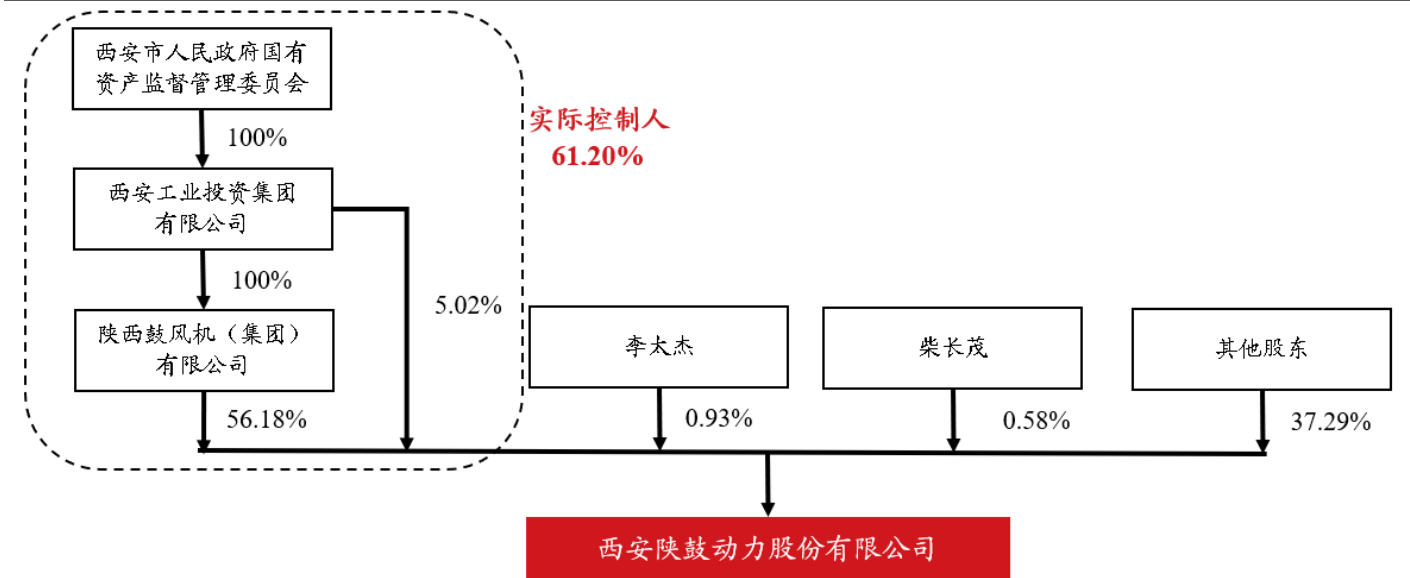 西安市人民政府国有
资产监督管理委员会
100%
实际控制人
61.20%
西安工业投资集团
有限公司
100%
5.02%
陕西鼓风机（集团）
有限公司
李太杰
柴长茂
其他股东
56.18%
0.93%
0.58%
37.29%
西安陕鼓动力股份有限公司